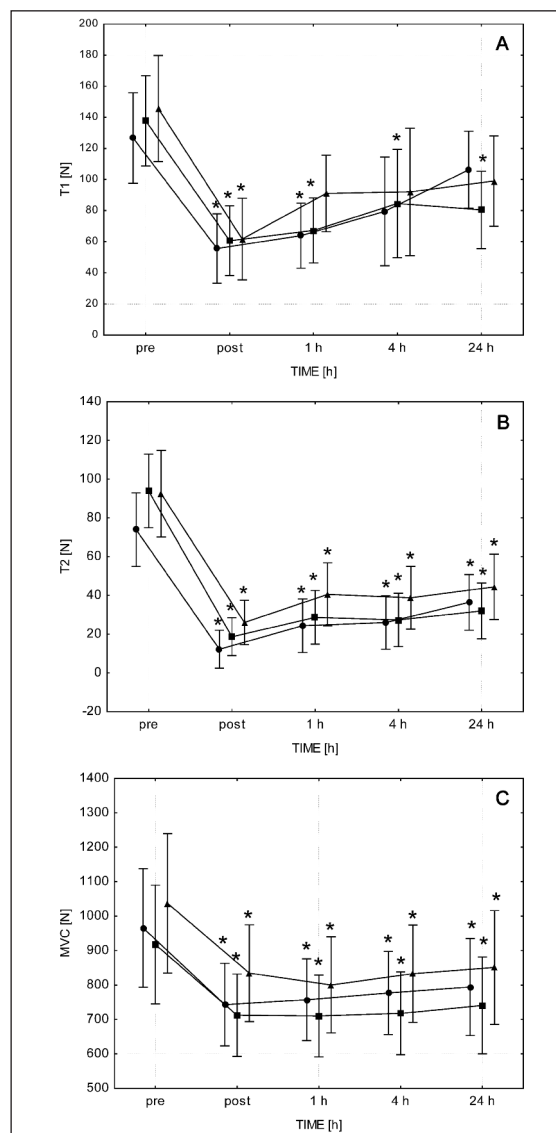 A
200
180
160
140
120
100
80
60
40
20
0
T1 [N]
* * *
* *
*
*
pre post 1 h 4 h 24 h
TIME [h]
B
140
120
100
80
60
40
20
0
-20
T2 [N]
* * *
* * *
* * *
* * *
pre post 1 h 4 h 24 h
TIME [h]
C
1400
1300
1200
1100
1000
900
800
700
600
500
MVC [N]
* * *
* * *
* * *
* * *
pre post 1 h 4 h 24 h
TIME [h]